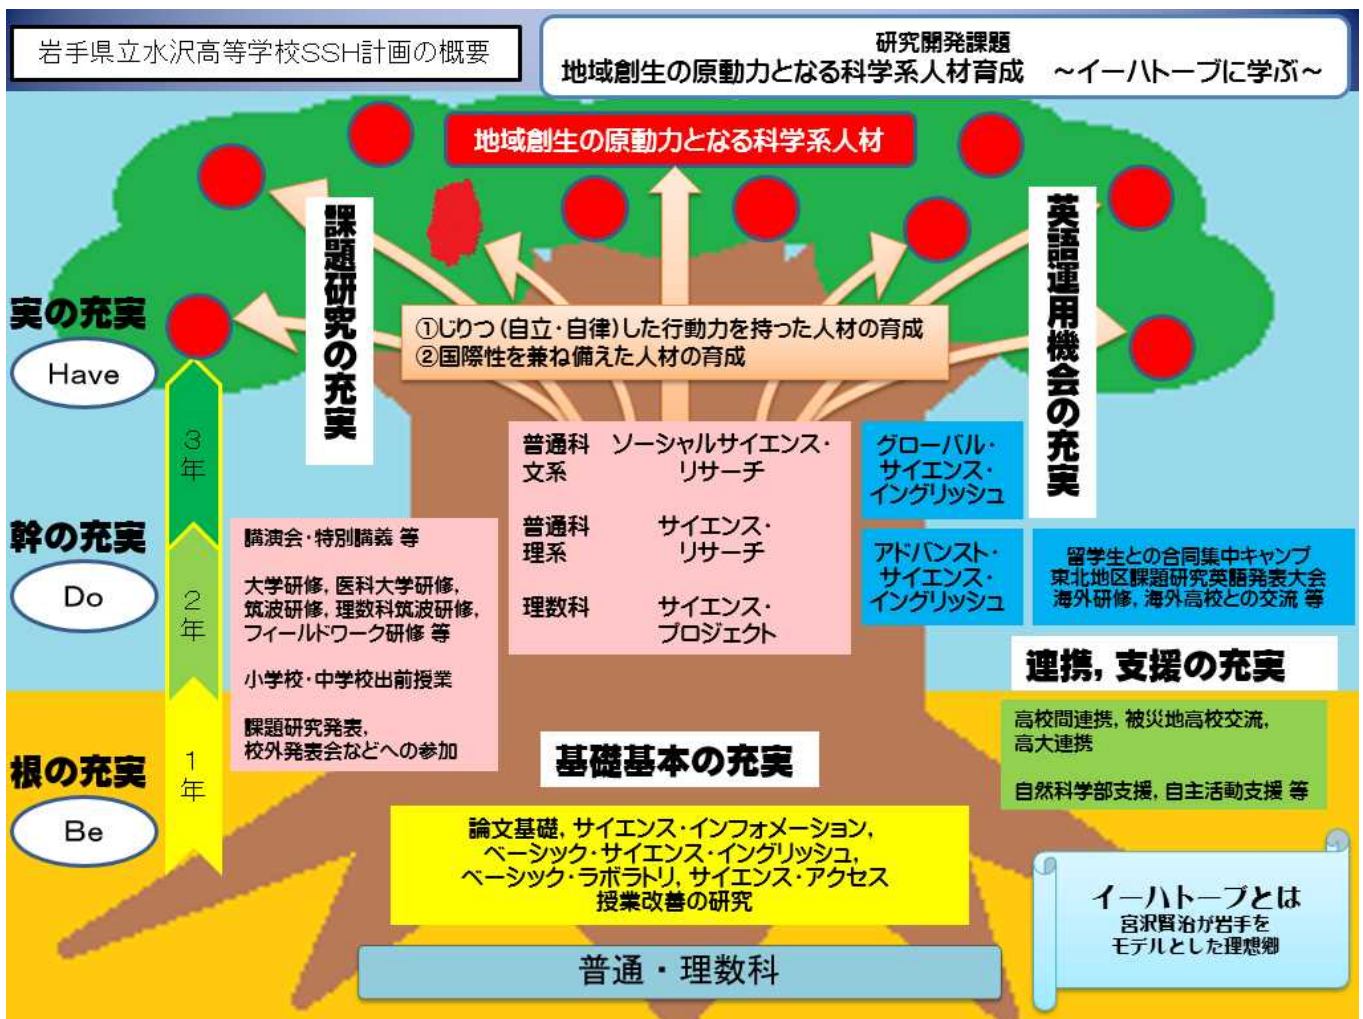 岩手県立水沢高等学校SSH計画の概要
研究開発課題
地域創生の原動力となる科学系人材育成　～イーハトーブに学ぶ～
地域創生の原動力となる科学系人材
課題研究の充実
英語運用機会の充実
①じりつ(自立・自律)した行動力を持った人材の育成
②国際性を兼ね備えた人材の育成
実の充実
Have
3年
幹の充実
Do
2年
根の充実
Be
1年
講演会・特別講義 等
大学研修, 医科大学研修,
筑波研修, 理数科筑波研修,
フィールドワーク研修 等
小学校・中学校出前授業
課題研究発表,
校外発表会などへの参加
普通科　ソーシャルサイエンス・
文系　リサーチ
普通科　サイエンス・
理系　リサーチ
理数科　サイエンス・
プロジェクト
グローバル・
サイエンス・
イングリッシュ
アドバンスト・
サイエンス・
イングリッシュ
留学生との合同集中キャンプ
東北地区課題研究英語発表大会
海外研修, 海外高校との交流 等
連携, 支援の充実
高校間連携, 被災地高校交流,
高大連携
自然科学部支援, 自主活動支援 等
基礎基本の充実
論文基礎, サイエンス・インフォメーション,
ベーシック・サイエンス・イングリッシュ,
ベーシック・ラボラトリ, サイエンス・アクセス
授業改善の研究
普通・理数科
イーハトーブとは
宮沢賢治が岩手を
モデルとした理想郷